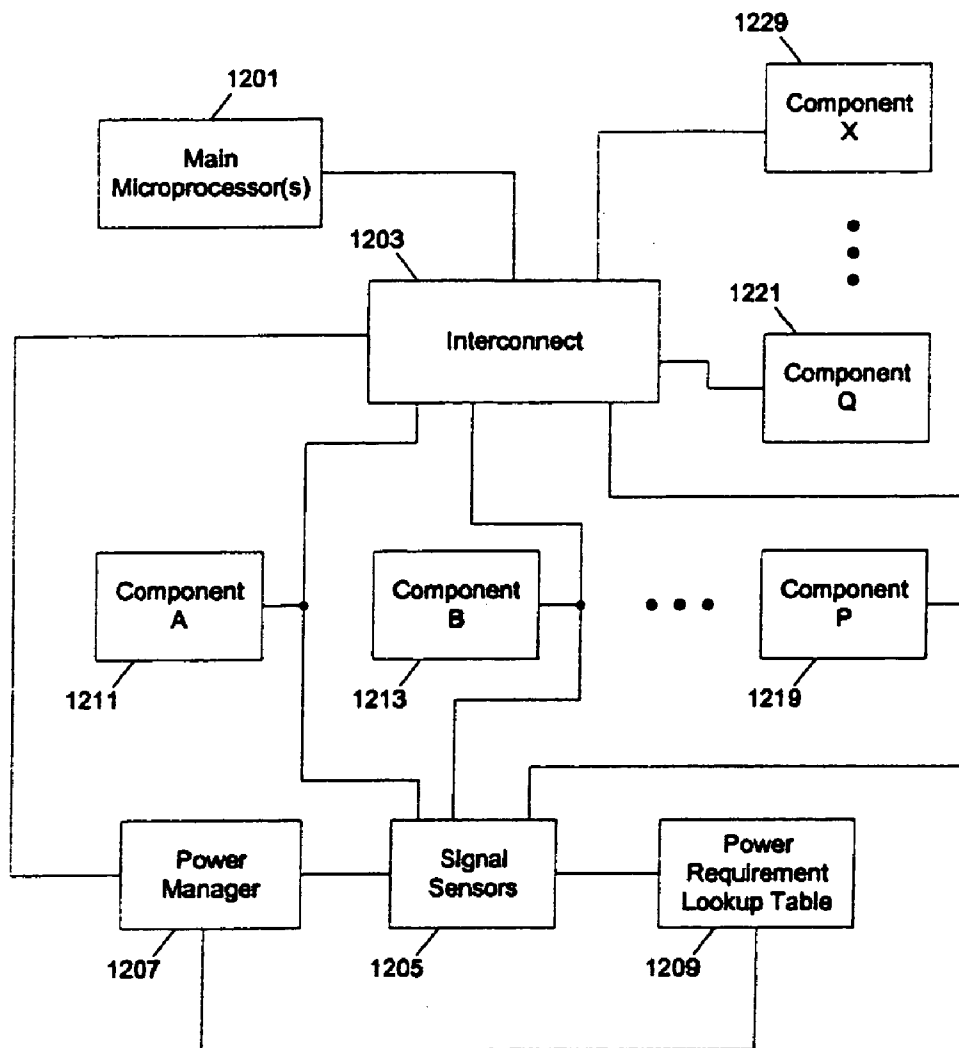 1229
Component
X
1201
Main
Microprocessor(s)
1203
Interconnect
1221
Component
Q
Component
A
1211
Component
B
1213
Component
P
1219
Power
Manager
1207
Signal
Sensors
1205
Power
Requirement
Lookup Table
1209